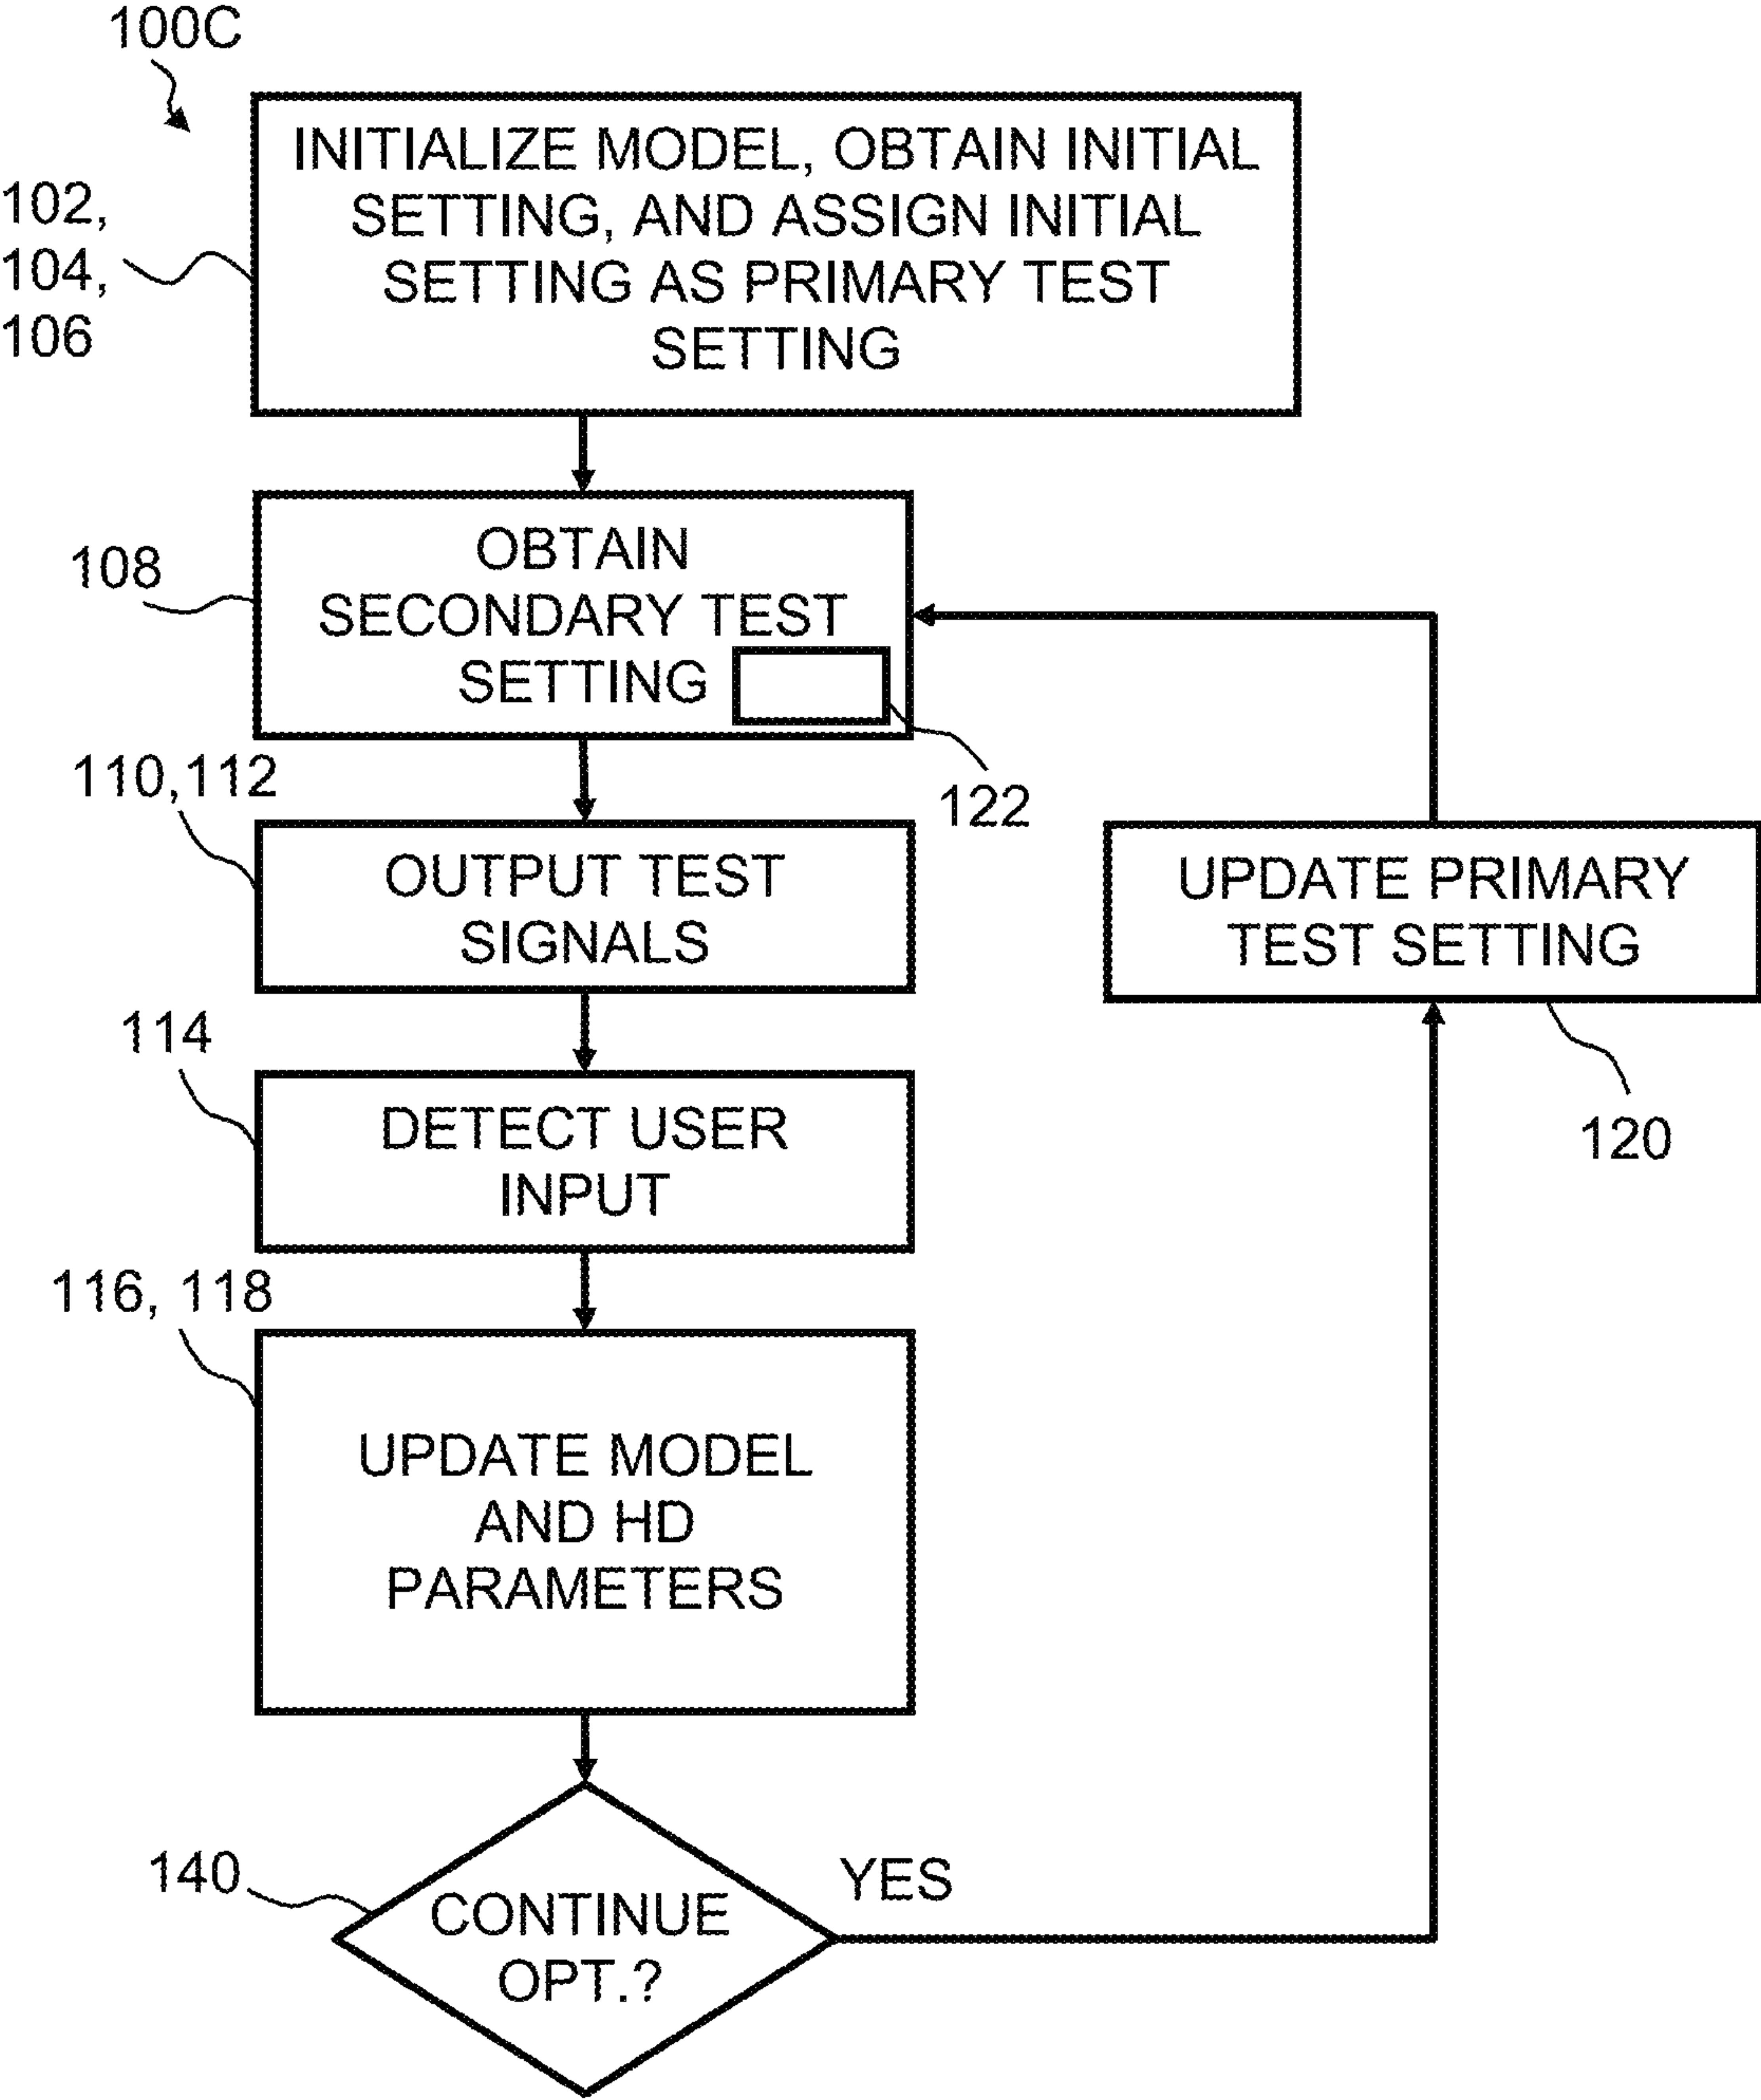 100C
102,
104,
106
INITIALIZE MODEL, OBTAIN INITIAL
SETTING, AND ASSIGN INITIAL
SETTING AS PRIMARY TEST
SETTING
108
OBTAIN
SECONDARY TEST
SETTING
122
110,112
OUTPUT TEST
SIGNALS
UPDATE PRIMARY
TEST SETTING
120
114
DETECT USER
INPUT
116, 118
UPDATE MODEL
AND HD
PARAMETERS
140
CONTINUE
OPT.?
YES